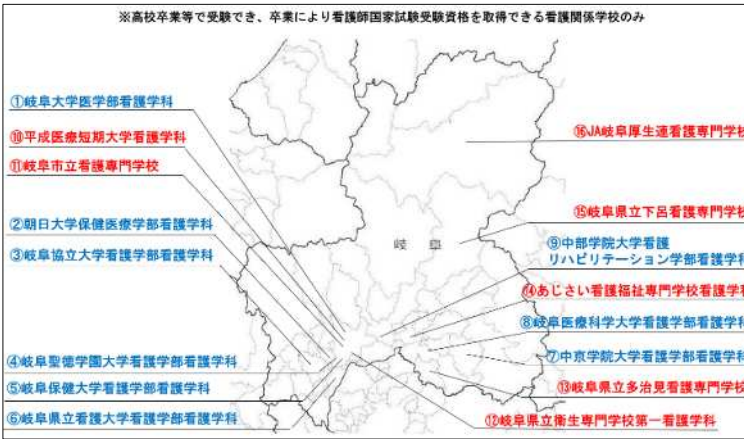 ※高校卒業等で受験でき、卒業により看護師国家試験受験資格を取得できる看護関係学校のみ
①岐阜大学医学部看護学科
⑩平成医療短期大学看護学科
⑪岐阜市立看護専門学校
②朝日大学保健医療学部看護学科
③岐阜協立大学看護学部看護学科
④岐阜聖徳学園大学看護学部看護学科
⑤岐阜保健大学看護学部看護学科
⑥岐阜県立看護大学看護学部看護学科
岐阜
⑯JA岐阜厚生連看護専門学校
⑮岐阜県立下呂看護専門学校
⑨中部学院大学看護
リハビリテーション学部看護学科
⑭あじさい看護福祉専門学校看護学科
⑧岐阜医療科学大学看護学部看護学科
⑦中京学院大学看護学部看護学科
⑬岐阜県立多治見看護専門学校
⑫岐阜県立衛生専門学校第一看護学科